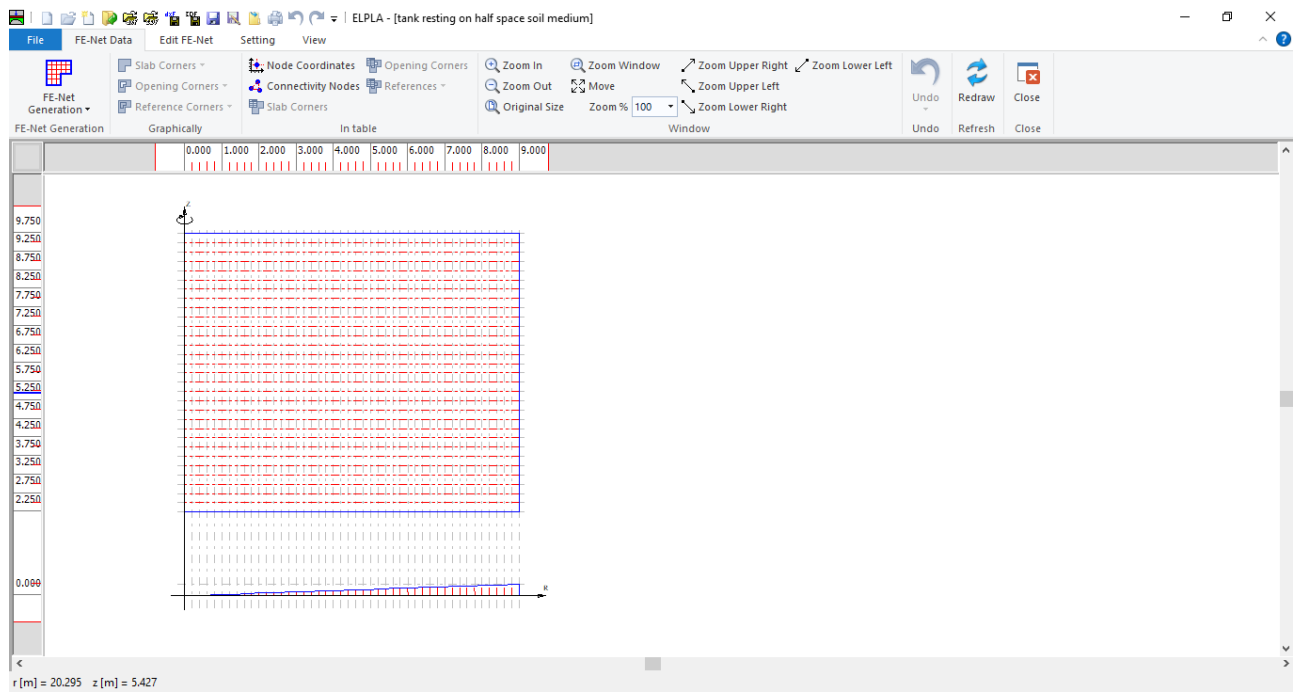 ELPLA - [tank resting on half space soil medium]
File FE-Net Data Edit FE-Net Setting View
Slab Corners Node Coordinates Opening Corners Zoom In Zoom Window Zoom Upper Right Zoom Lower Left
Opening Corners Connectivity Nodes References Zoom Out Move Zoom Upper Left
FE-Net Generation Reference Corners Slab Corners Original Size Zoom % 100 Zoom Lower Right Undo Redraw Close
FE-Net Generation Graphically In table Window Undo Refresh Close
0.000 1.000 2.000 3.000 4.000 5.000 6.000 7.000 8.000 9.000
z
9.750
9.250
8.750
8.250
7.750
7.250
6.750
6.250
5.750
5.250
4.750
4.250
3.750
3.250
2.750
2.250
0.000
r [m] = 20.295 z [m] = 5.427